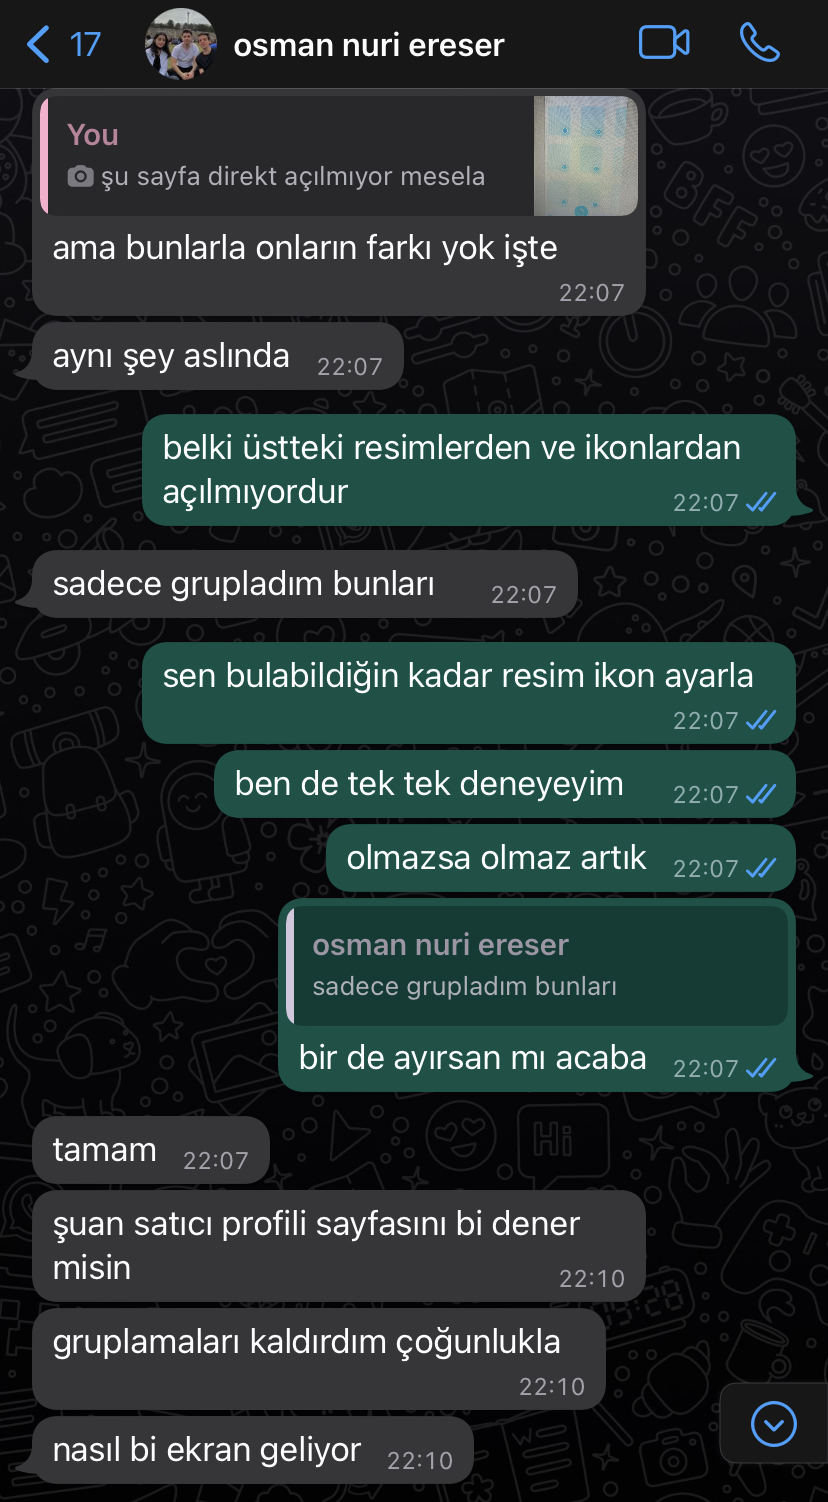 17
osman nuri ereser
You
şu sayfa direkt açılmıyor mesela
ama bunlarla onların farkı yok işte
22:07
aynı şey aslında 22:07
belki üstteki resimlerden ve ikonlardan
açılmıyordur 22:07
sadece grupladım bunları 22:07
sen bulabildiğin kadar resim ikon ayarla
22:07
ben de tek tek deneyeyim 22:07
olmazsa olmaz artık 22:07
osman nuri ereser
sadece grupladım bunları
bir de ayırsan mı acaba 22:07
tamam 22:07
şuan satıcı profili sayfasını bi dener
misin 22:10
gruplamaları kaldırdım çoğunlukla
22:10
nasıl bi ekran geliyor 22:10